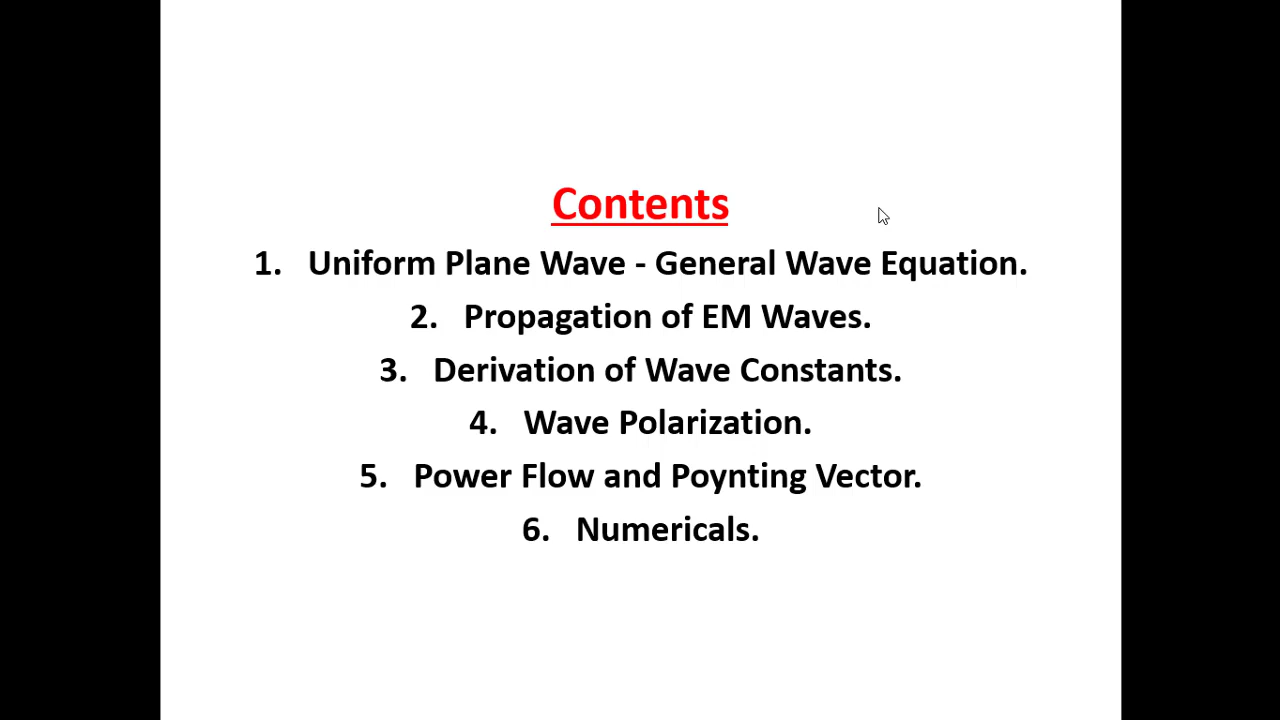 Contents
1. Uniform Plane Wave - General Wave Equation.
2. Propagation of EM Waves.
3. Derivation of Wave Constants.
4. Wave Polarization.
5. Power Flow and Poynting Vector.
6. Numericals.